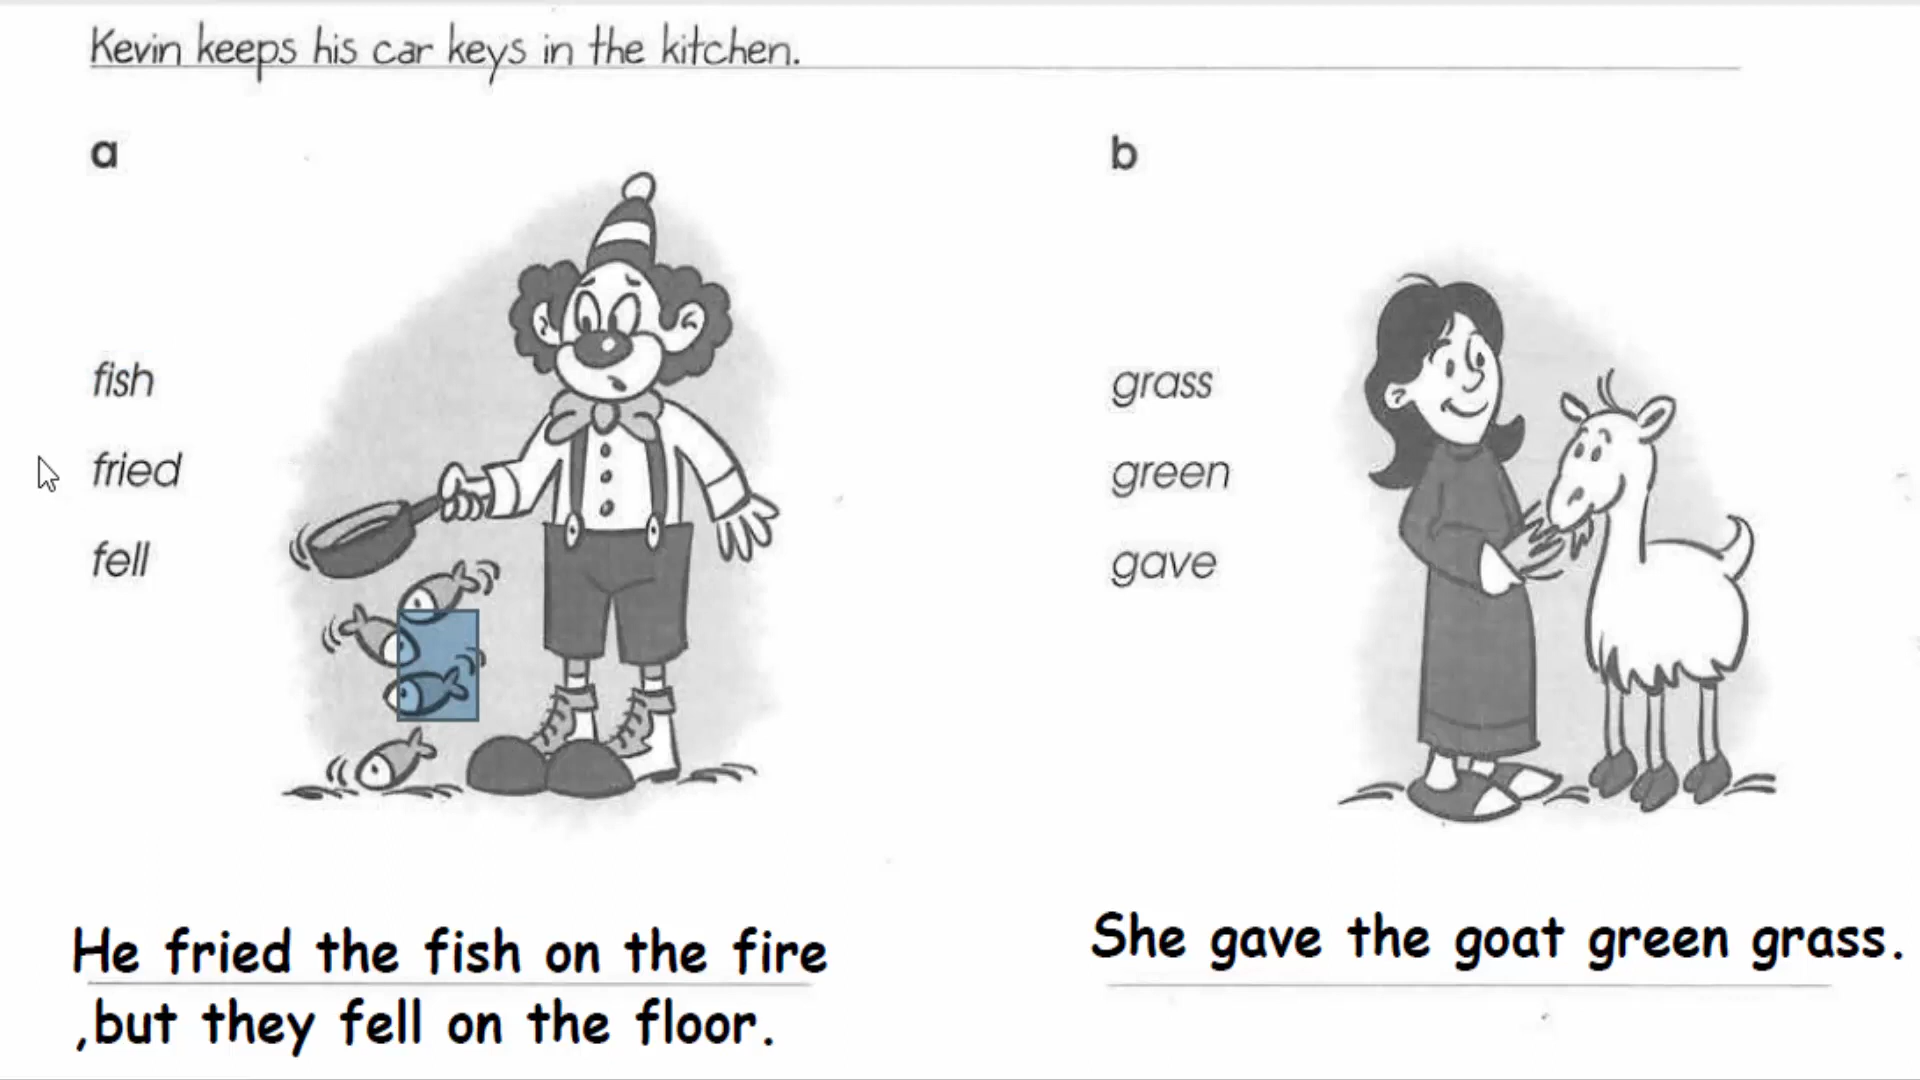 Kevin keeps his car keys in the kitchen.
a
fish
fried
fell
He fried the fish on the fire
,but they fell on the floor.
b
grass
green
gave
She gave the goat green grass.